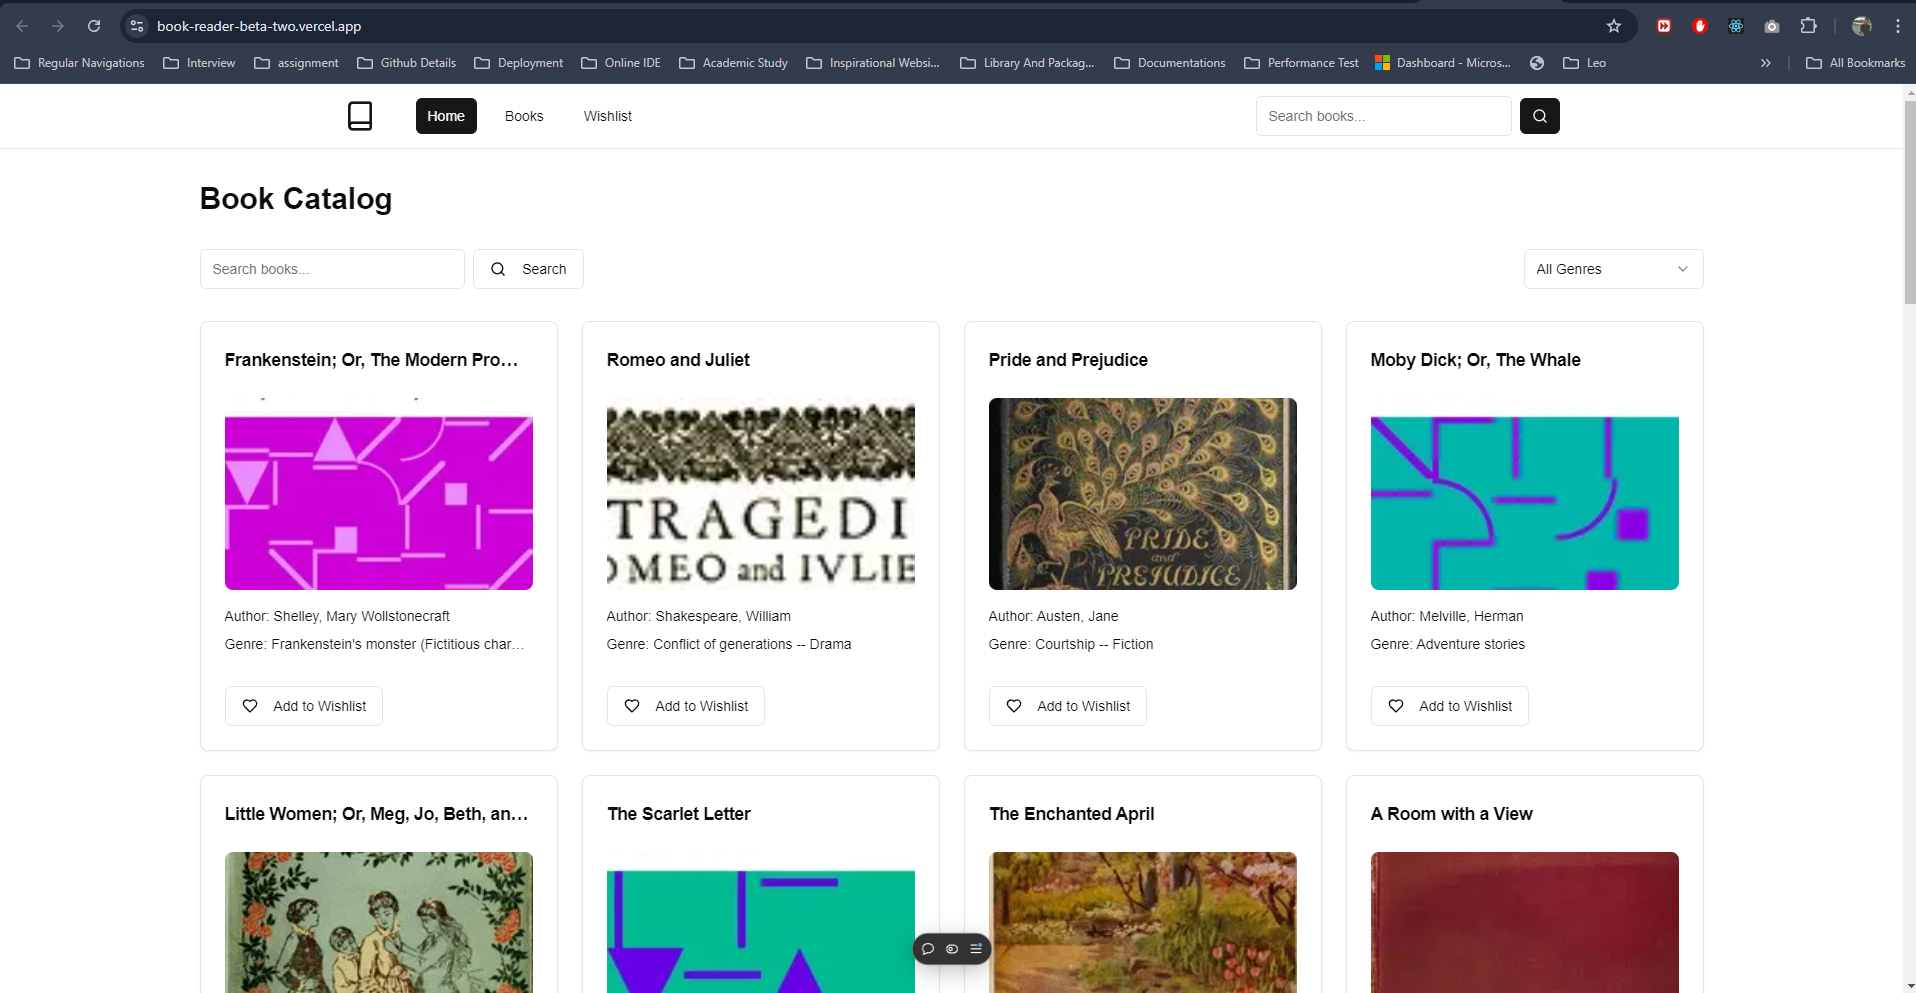 book-reader-beta-two.vercel.app
Regular Navigations Interview assignment Github Details Deployment Online IDE Academic Study Inspirational Websi... Library And Packag... Documentations Performance Test Dashboard - Micros... Leo All Bookmarks
Home Books Wishlist Search books...
Book Catalog
Search books... Search All Genres
Frankenstein; Or, The Modern Pro... Romeo and Juliet Pride and Prejudice Moby Dick; Or, The Whale
TRAGEDI
OMEO and IVLIE
PRIDE
and
PREJUDICE
Author: Shelley, Mary Wollstonecraft Author: Shakespeare, William Author: Austen, Jane Author: Melville, Herman
Genre: Frankenstein's monster (Fictitious char... Genre: Conflict of generations -- Drama Genre: Courtship -- Fiction Genre: Adventure stories
Add to Wishlist Add to Wishlist Add to Wishlist Add to Wishlist
Little Women; Or, Meg, Jo, Beth, an... The Scarlet Letter The Enchanted April A Room with a View